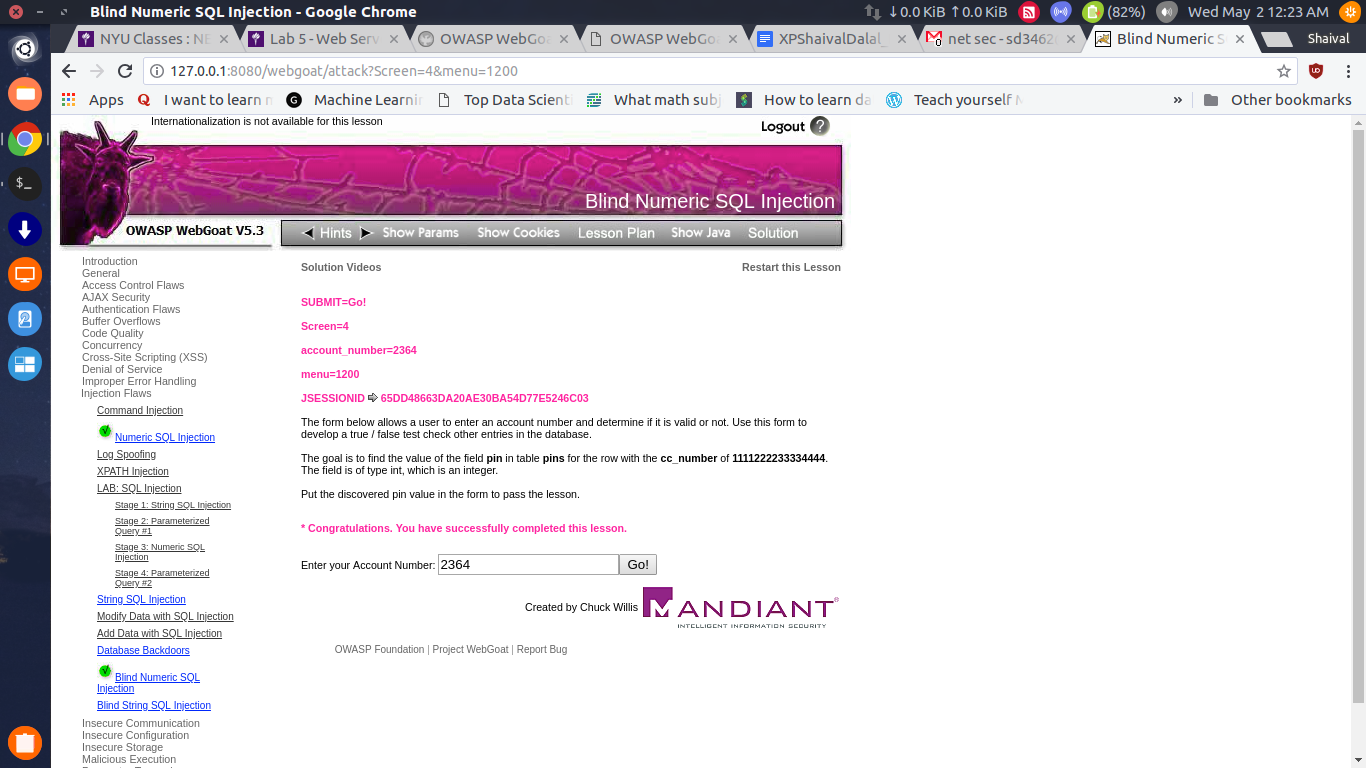 Blind Numeric SQL Injection - Google Chrome
↓0.0 KiB ↑0.0 KiB (82%) Wed May 2 12:23 AM
NYU Classes : NE
Lab 5 - Web Serv
OWASP WebGoa
OWASP WebGoa
XPShaivalDalal_
net sec - sd3462
Blind Numeric S
Shaival
127.0.0.1:8080/webgoat/attack?Screen=4&menu=1200
Apps
I want to learn m
Machine Learnin
Top Data Scienti
What math subj
How to learn da
Teach yourself M
» Other bookmarks
Internationalization is not available for this lesson
Logout ?
Blind Numeric SQL Injection
OWASP WebGoat V5.3
Hints Show Params Show Cookies Lesson Plan Show Java Solution
Introduction
General
Access Control Flaws
AJAX Security
Authentication Flaws
Buffer Overflows
Code Quality
Concurrency
Cross-Site Scripting (XSS)
Denial of Service
Improper Error Handling
Injection Flaws
Command Injection
Numeric SQL Injection
Log Spoofing
XPATH Injection
LAB: SQL Injection
Stage 1: String SQL Injection
Stage 2: Parameterized
Query #1
Stage 3: Numeric SQL
Injection
Stage 4: Parameterized
Query #2
String SQL Injection
Modify Data with SQL Injection
Add Data with SQL Injection
Database Backdoors
Blind Numeric SQL
Injection
Blind String SQL Injection
Insecure Communication
Insecure Configuration
Insecure Storage
Malicious Execution
Solution Videos Restart this Lesson
SUBMIT=Go!
Screen=4
account_number=2364
menu=1200
JSESSIONID ⇨ 65DD48663DA20AE30BA54D77E5246C03
The form below allows a user to enter an account number and determine if it is valid or not. Use this form to
develop a true / false test check other entries in the database.
The goal is to find the value of the field pin in table pins for the row with the cc_number of 1111222233334444.
The field is of type int, which is an integer.
Put the discovered pin value in the form to pass the lesson.
* Congratulations. You have successfully completed this lesson.
Enter your Account Number: 2364 Go!
Created by Chuck Willis MANDIANT
INTELLIGENT INFORMATION SECURITY
OWASP Foundation | Project WebGoat | Report Bug